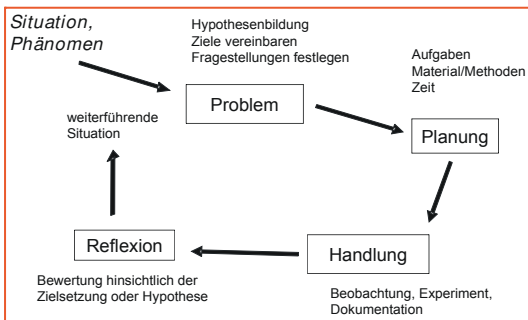 Situation,
Phänomen
Hypothesenbildung
Ziele vereinbaren
Fragestellungen festlegen
Problem
Aufgaben
Material/Methoden
Zeit
Planung
Handlung
Beobachtung, Experiment,
Dokumentation
Reflexion
Bewertung hinsichtlich der
Zielsetzung oder Hypothese
weiterführende
Situation